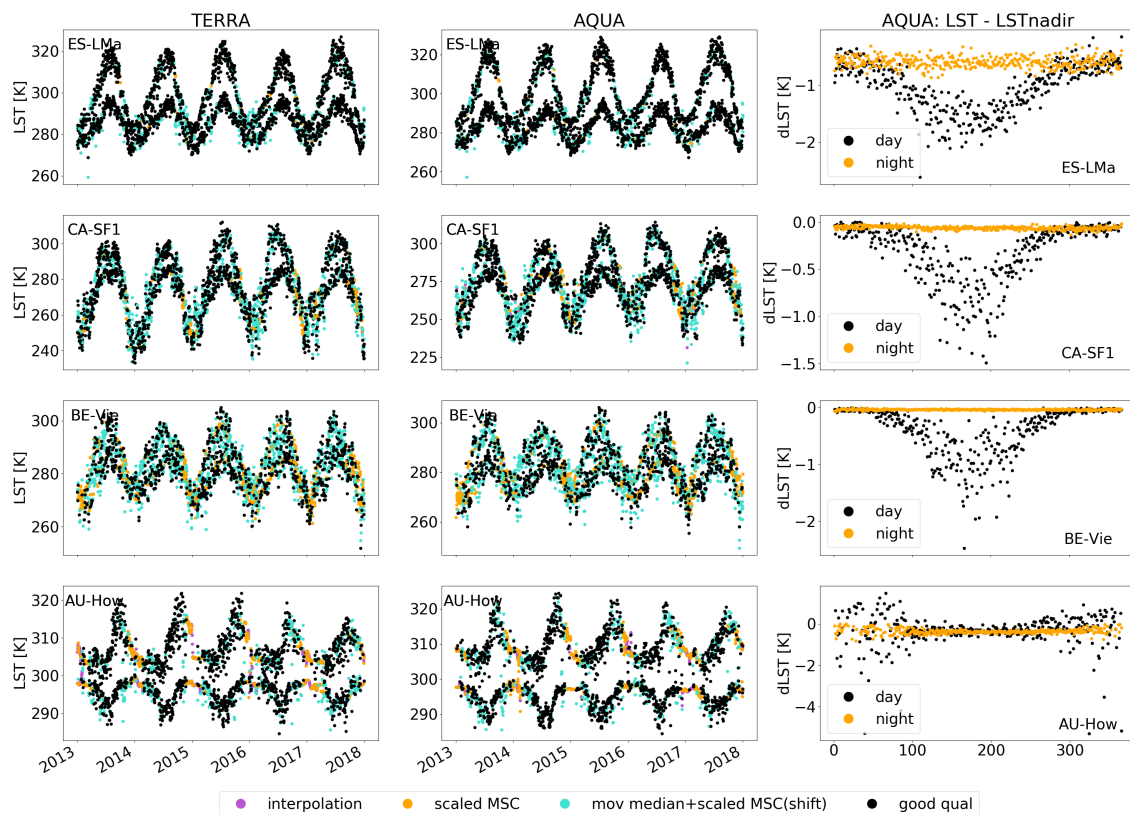 TERRA
AQUA
AQUA: LST - LSTnadir
LST [K]
320
300
280
260
ES-LMa
320
300
280
260
ES-LMa
dLST [K]
−1
−2
day
night
ES-LMa
LST [K]
300
280
260
240
CA-SF1
300
275
250
225
CA-SF1
dLST [K]
0.0
−0.5
−1.0
−1.5
day
night
CA-SF1
LST [K]
300
280
260
BE-Vie
300
280
260
BE-Vie
dLST [K]
0
−1
−2
day
night
BE-Vie
LST [K]
320
310
300
290
AU-How
320
310
300
290
AU-How
dLST [K]
0
−2
−4
day
night
AU-How
2013 2014 2015 2016 2017 2018
2013 2014 2015 2016 2017 2018
0 100 200 300
interpolation scaled MSC mov median+scaled MSC(shift) good qual